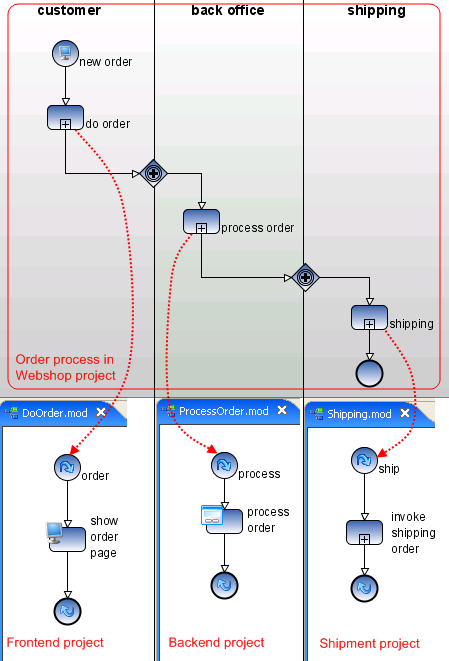 customer
back office
shipping
new order
do order
process order
shipping
Order process in
Webshop project
DoOrder.mod
ProcessOrder.mod
Shipping.mod
order
show
order
page
Frontend project
process
process
order
Backend project
ship
invoke
shipping
order
Shipment project